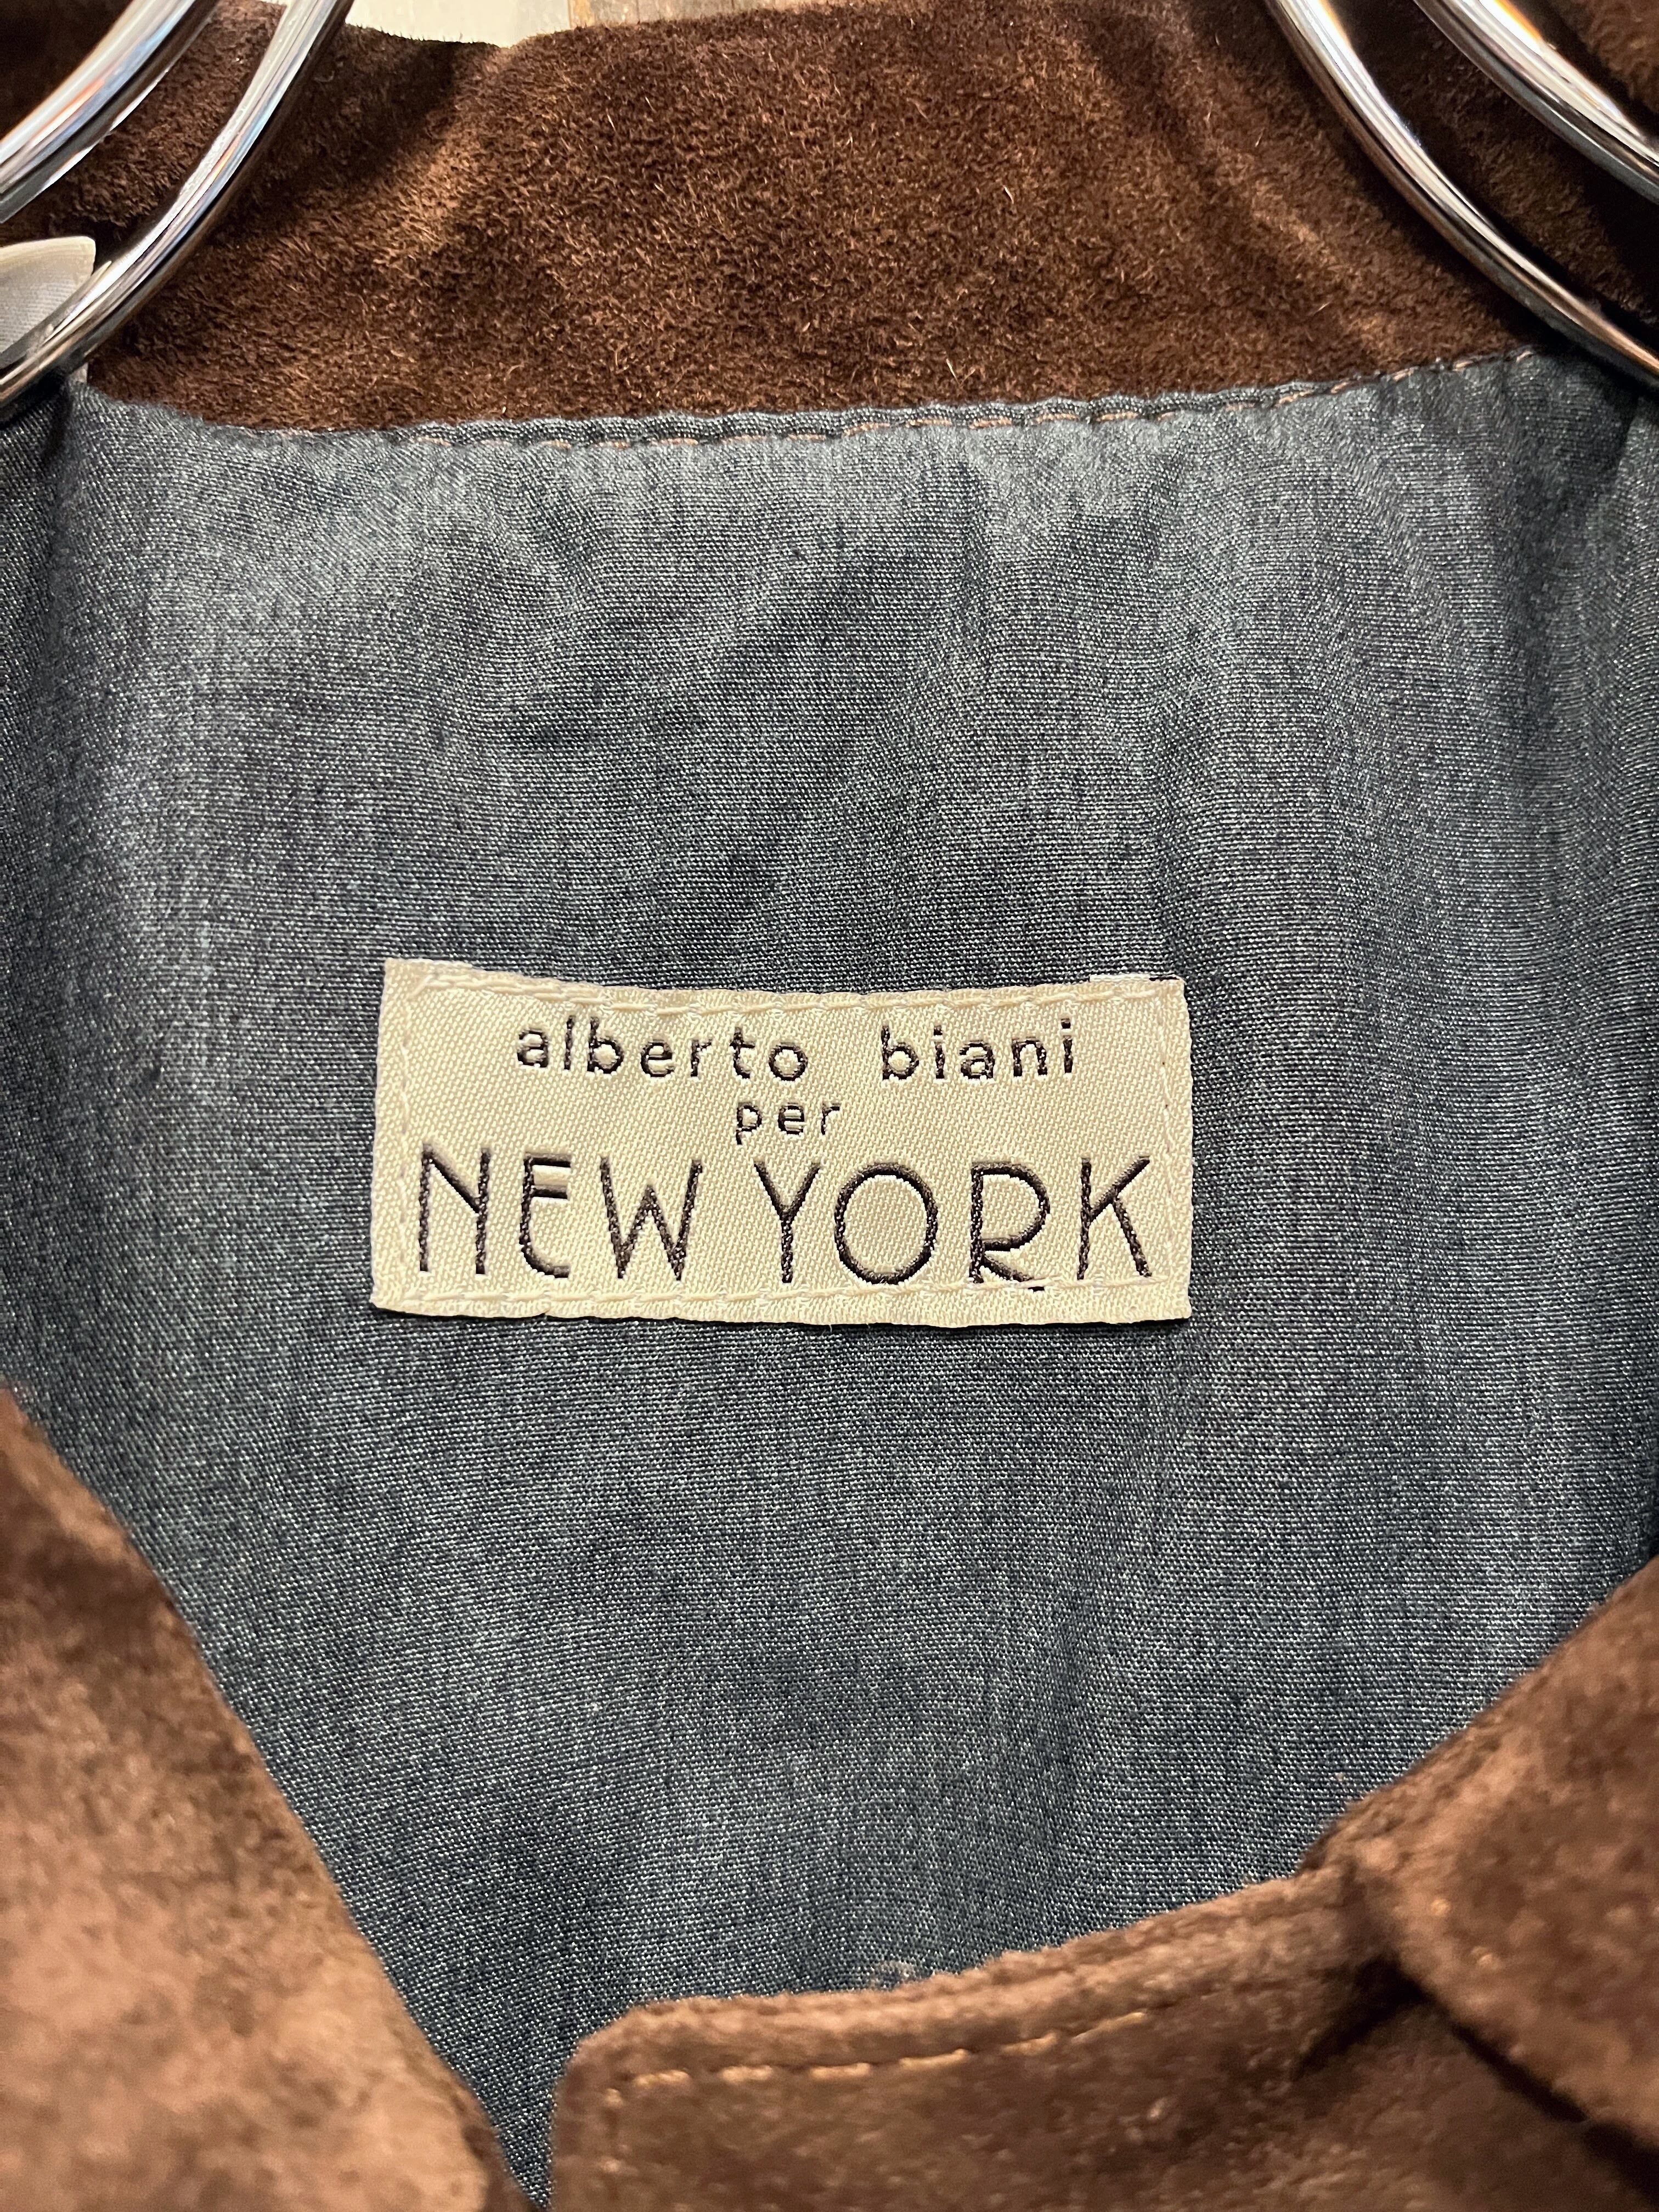 alberto biani
per
NEW YORK